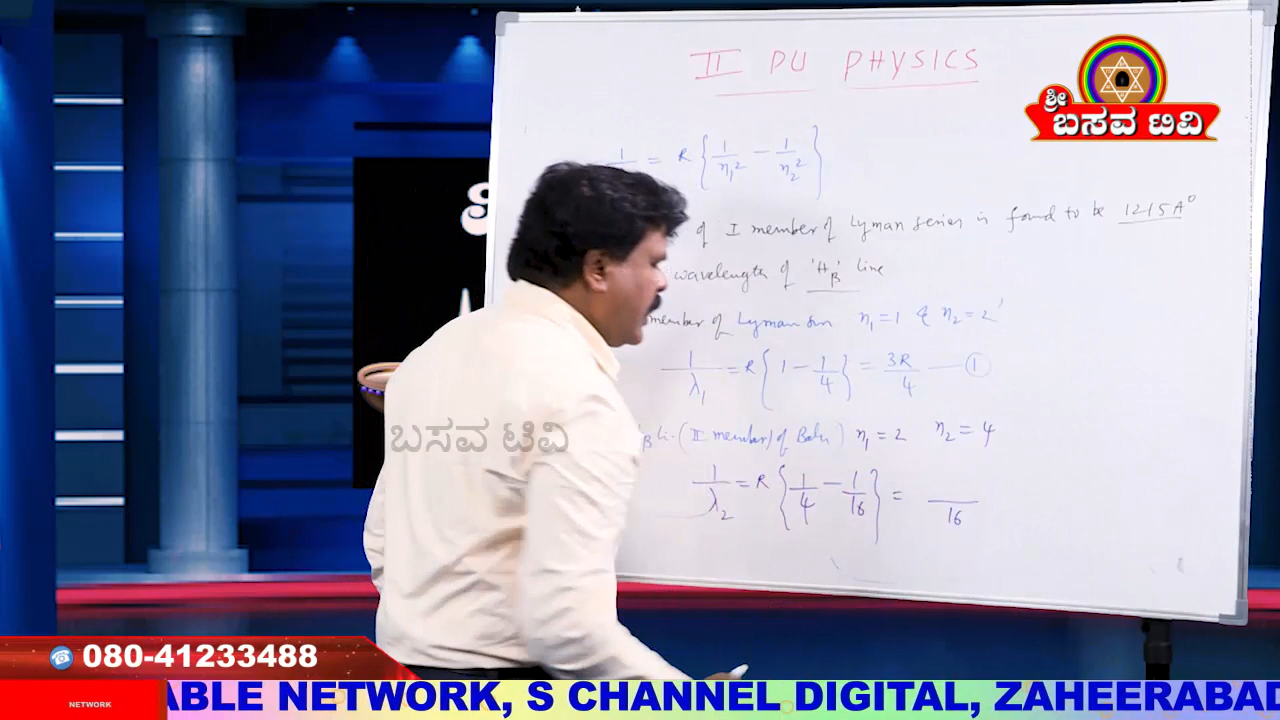 II PU PHYSICS
ಶ್ರೀ
ಬಸವ ಟಿವಿ
1 = R { 1/n₁² − 1/n₂² }
of I member of Lyman series is found to be 1215A°
wavelength of 'Hβ' line
member of Lyman n₁=1 & n₂=2
1/λ₁ = R { 1 − 1/4 } = 3R/4 — ①
(II member) of n₁=2 n₂=4
1/λ₂ = R { 1/4 − 1/16 } = /16
ಬಸವ ಟಿವಿ
080-41233488
NETWORK
ABLE NETWORK, S CHANNEL DIGITAL, ZAHEERABAD